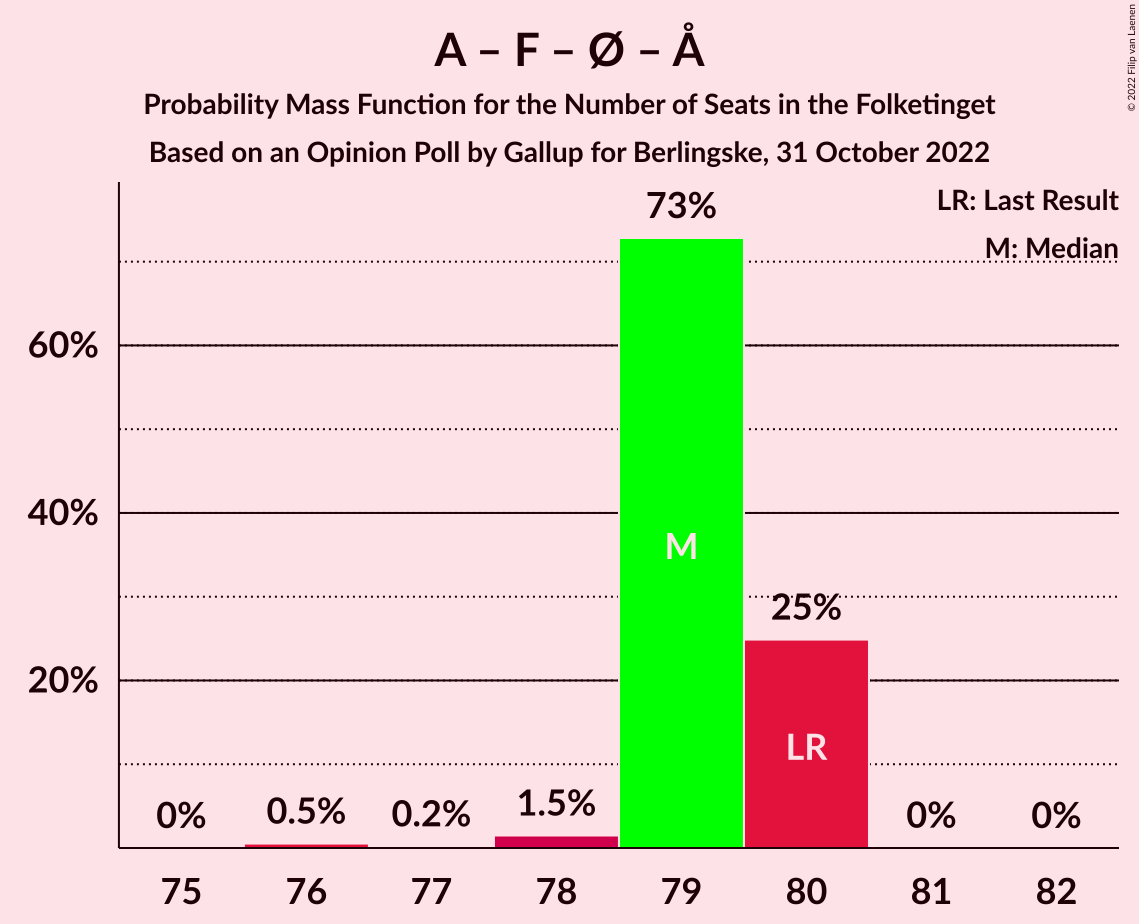 A – F – Ø – Å
Probability Mass Function for the Number of Seats in the Folketinget
Based on an Opinion Poll by Gallup for Berlingske, 31 October 2022
© 2022 Filip van Laenen
LR: Last Result
M: Median
73%
60%
40%
M
25%
20%
LR
0%
0.5%
0.2%
1.5%
0%
0%
75 76 77 78 79 80 81 82